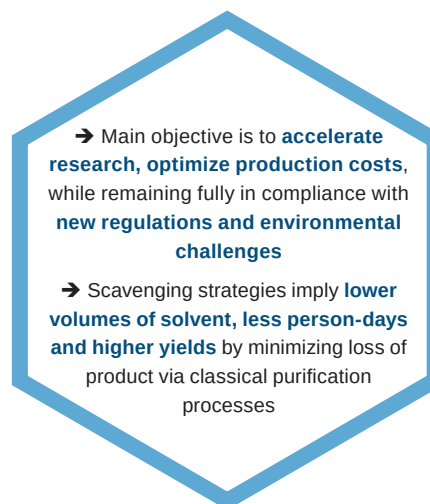 ➔ Main objective is to accelerate
research, optimize production costs,
while remaining fully in compliance with
new regulations and environmental
challenges
➔ Scavenging strategies imply lower
volumes of solvent, less person-days
and higher yields by minimizing loss of
product via classical purification
processes